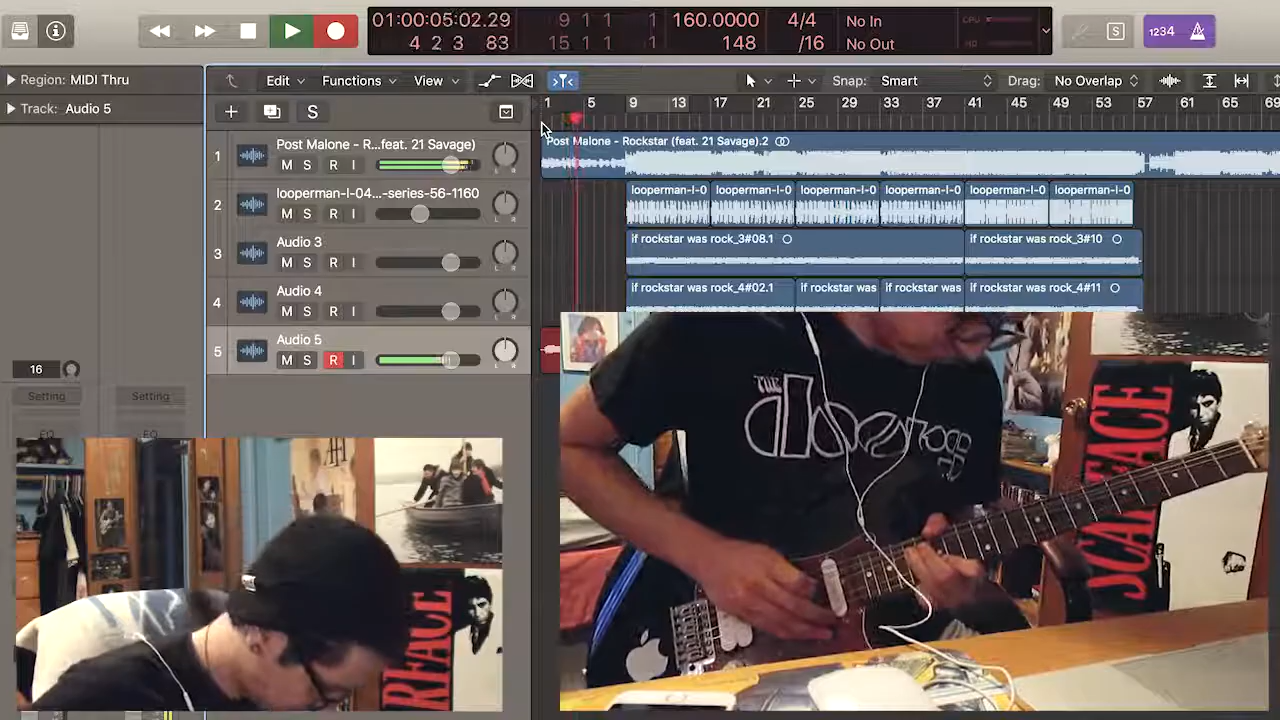 01:00:05:02.29 9 1 1 1 160.0000 4/4 No In CPU
4 2 3 83 15 1 1 1 148 /16 No Out HD
S 1234
Region: MIDI Thru
Edit Functions View Snap: Smart Drag: No Overlap
Track: Audio 5
S
1 5 9 13 17 21 25 29 33 37 41 45 49 53 57 61 65 69
1 Post Malone - R...feat. 21 Savage)
M S R I L R
Post Malone - Rockstar (feat. 21 Savage).2
2 looperman-l-04...-series-56-1160
M S R I L R
looperman-l-0 looperman-l-0 looperman-l-0 looperman-l-0 looperman-l-0 looperman-l-0
3 Audio 3
M S R I L R
if rockstar was rock_3#08.1 if rockstar was rock_3#10
4 Audio 4
M S R I L R
if rockstar was rock_4#02.1 if rockstar was if rockstar was if rockstar was rock_4#11
5 Audio 5
M S R I L R
16
Setting Setting
EQ EQ
THE
doors
SCARFACE
RFACE